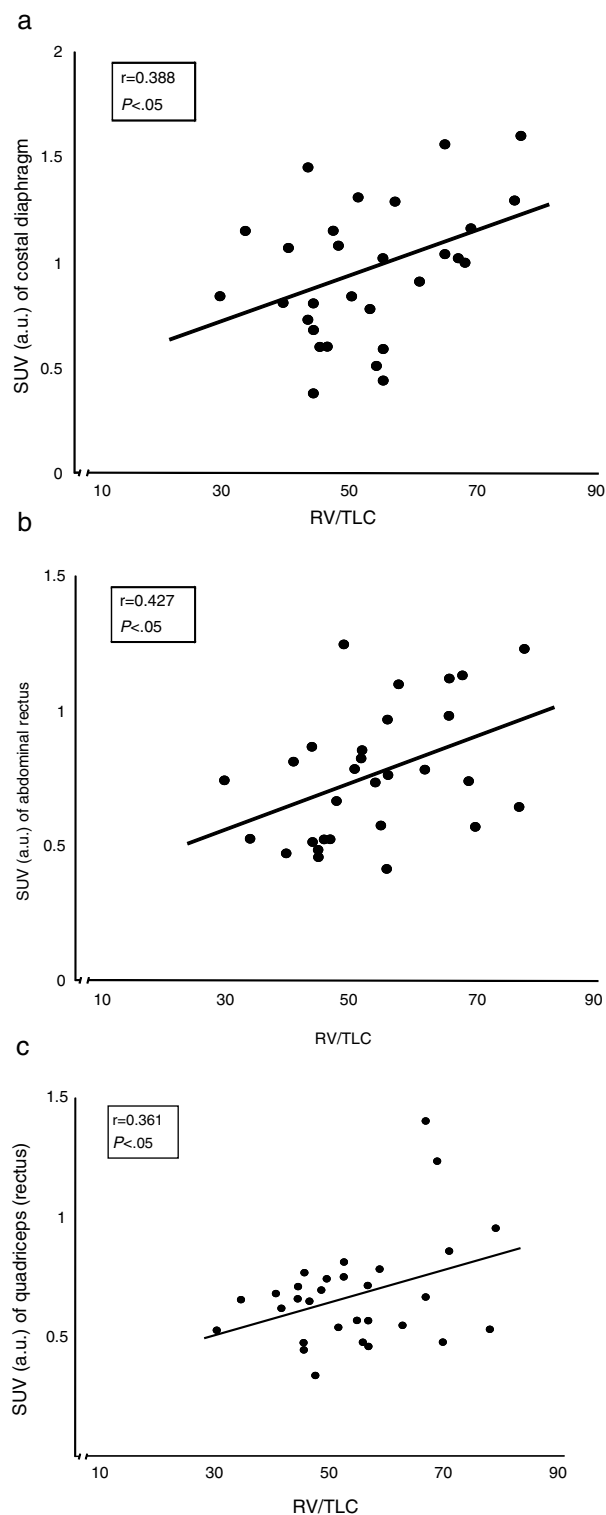 a
2
r=0.388
P<.05
1.5
1
0.5
0
SUV (a.u.) of costal diaphragm
10 30 50 70 90
RV/TLC
b
1.5
r=0.427
P<.05
1
0.5
0
SUV (a.u.) of abdominal rectus
10 30 50 70 90
RV/TLC
c
1.5
r=0.361
P<.05
1
0.5
SUV (a.u.) of quadriceps (rectus)
10 30 50 70 90
RV/TLC